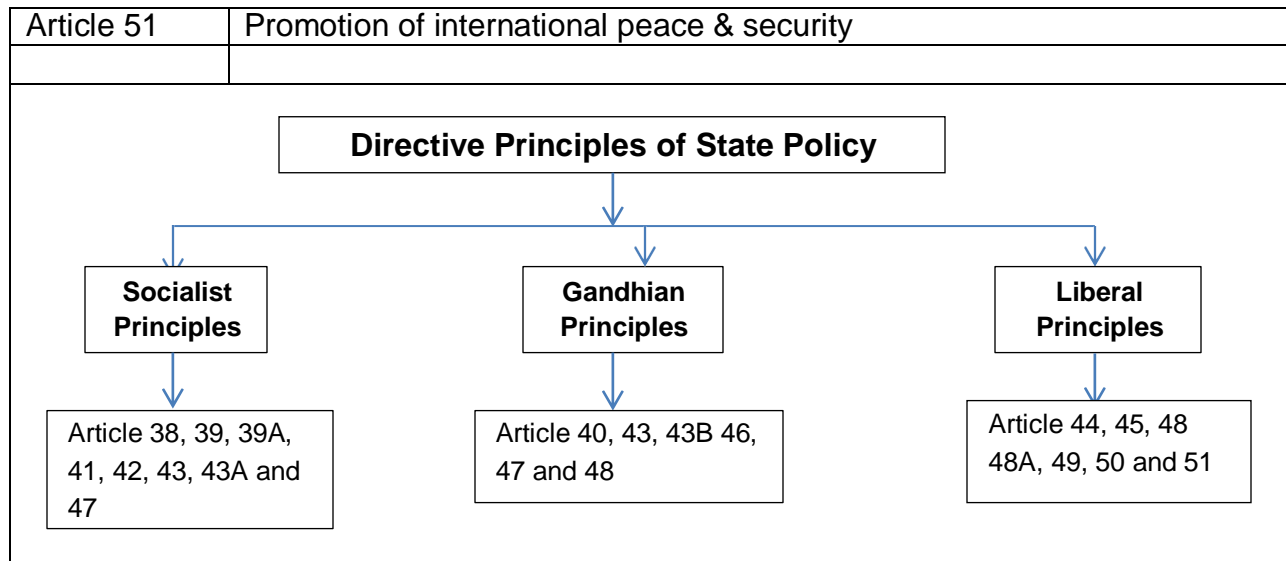 Article 51 Promotion of international peace & security
Directive Principles of State Policy
Socialist
Principles
Gandhian
Principles
Liberal
Principles
Article 38, 39, 39A,
41, 42, 43, 43A and
47
Article 40, 43, 43B 46,
47 and 48
Article 44, 45, 48
48A, 49, 50 and 51